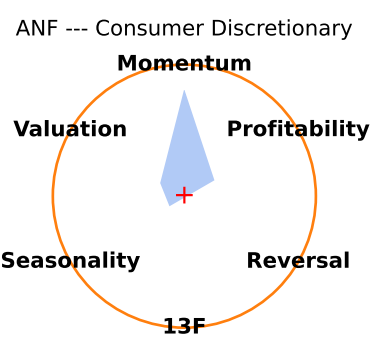 ANF --- Consumer Discretionary
Momentum
Valuation
Profitability
Seasonality
Reversal
13F